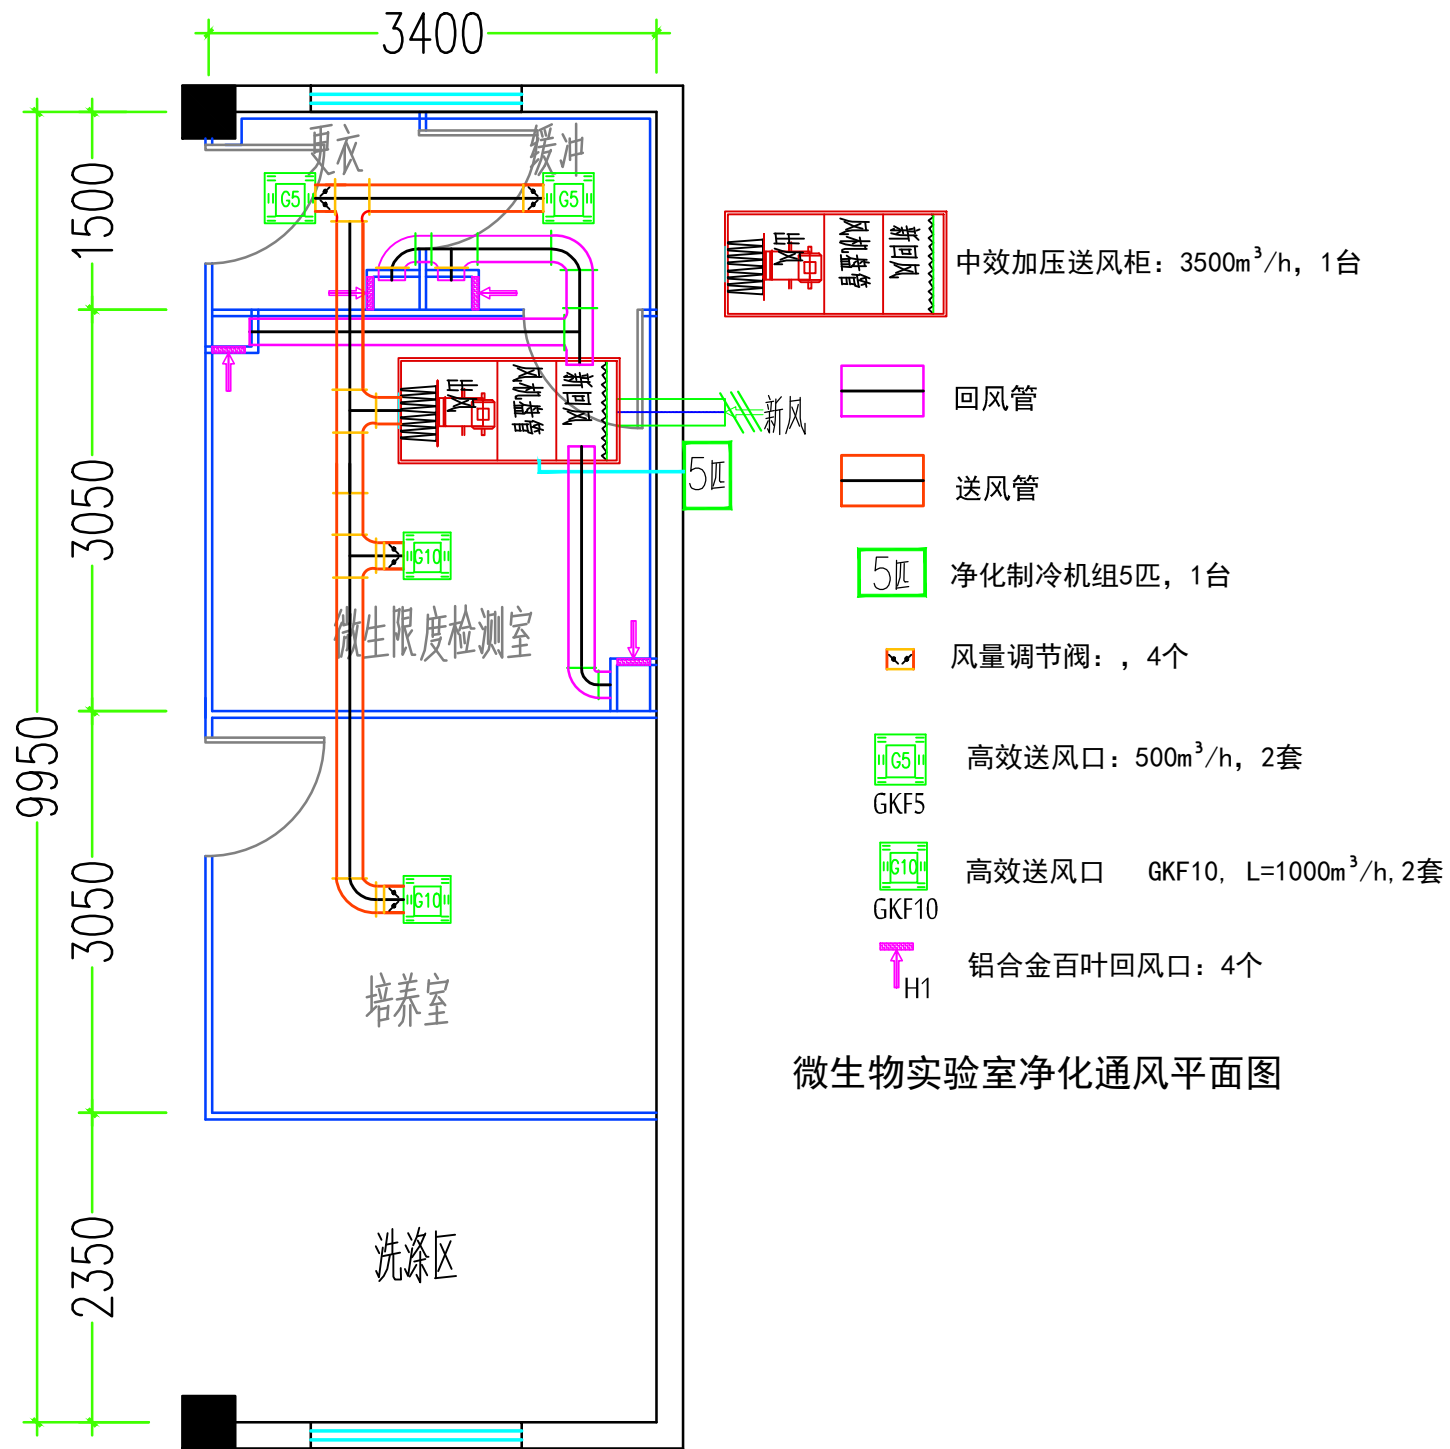 3400
更衣
缓冲
1500
G5
G5
出风
风机盘管
新回风
中效加压送风柜：3500m³/h，1台
出风
风机盘管
新回风
新风
回风管
5匹
送风管
3050
G10
5匹
净化制冷机组5匹，1台
微生限度检测室
风量调节阀：，4个
9950
G5
高效送风口：500m³/h，2套
GKF5
3050
G10
G10
高效送风口 GKF10, L=1000m³/h,2套
GKF10
培养室
H1
铝合金百叶回风口：4个
微生物实验室净化通风平面图
2350
洗涤区